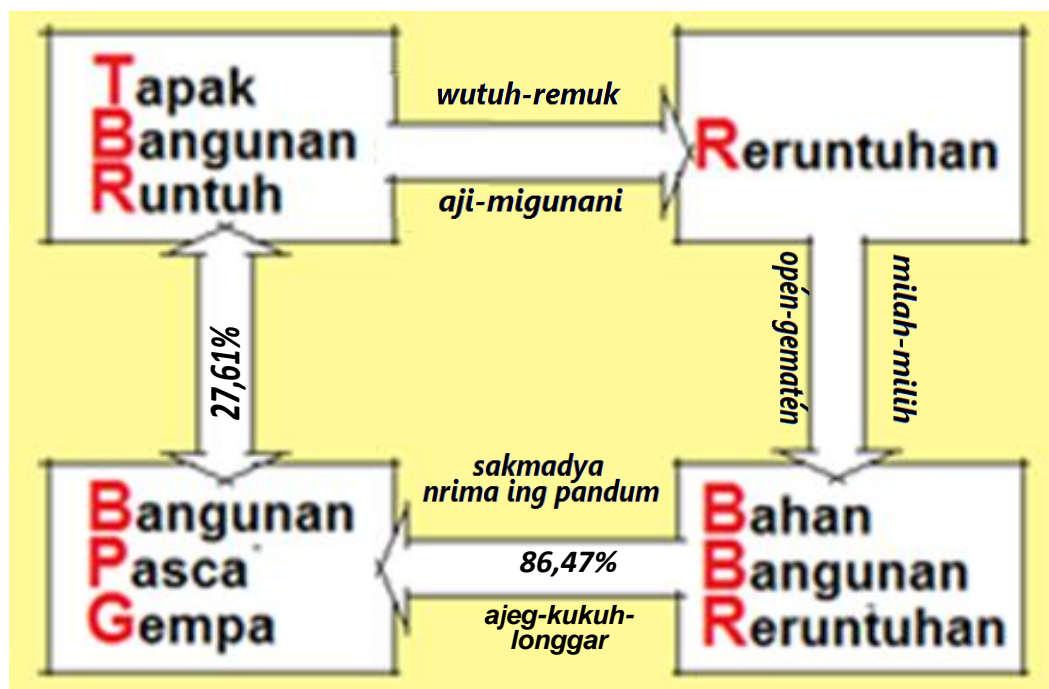 Tapak
Bangunan
Runtuh
wutuh-remuk
aji-migunani
Reruntuhan
opén-gematén
milah-milih
27,61%
Bangunan
Pasca
Gempa
sakmadya
nrima ing pandum
86,47%
ajeg-kukuh-
longgar
Bahan
Bangunan
Reruntuhan